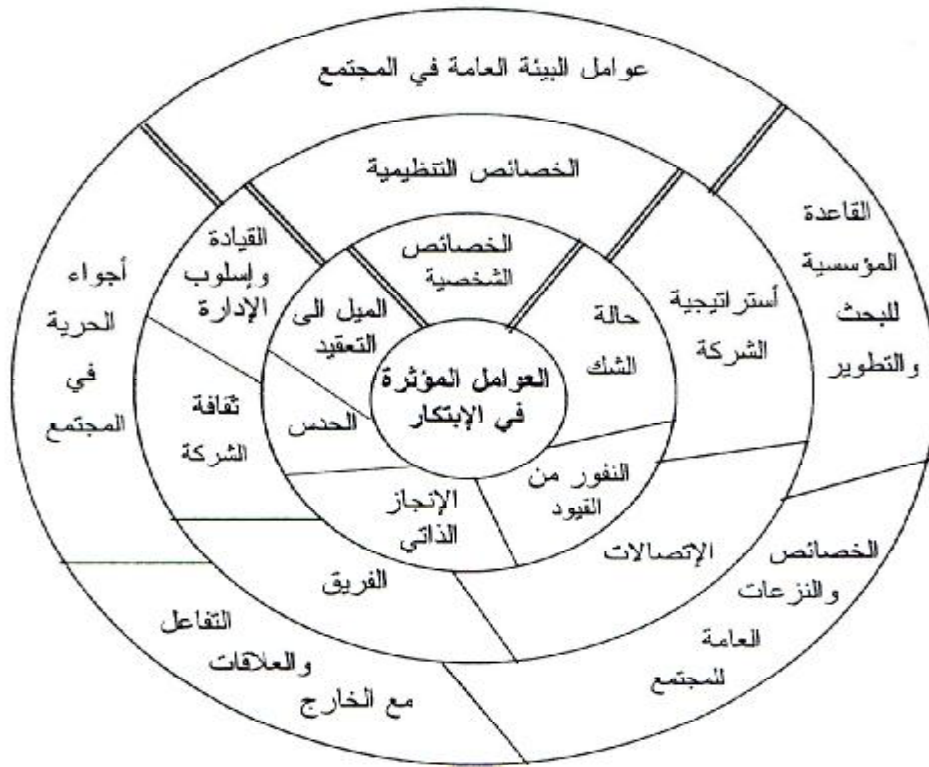 عوامل البيئة العامة في المجتمع
الخصائص التنظيمية
الخصائص
الشخصية
القاعدة
المؤسسية
للبحث
والتطوير
الخصائص
والنزعات
العامة
للمجتمع
التفاعل
والعلاقات
مع الخارج
أجواء
الحرية
في
المجتمع
أستراتيجية
الشركة
الإتصالات
الفريق
ثقافة
الشركة
القيادة
وإسلوب
الإدارة
حالة
الشك
النفور من
القيود
الإنجاز
الذاتي
الحدس
الميل الى
التعقيد
العوامل المؤثرة
في الإبتكار